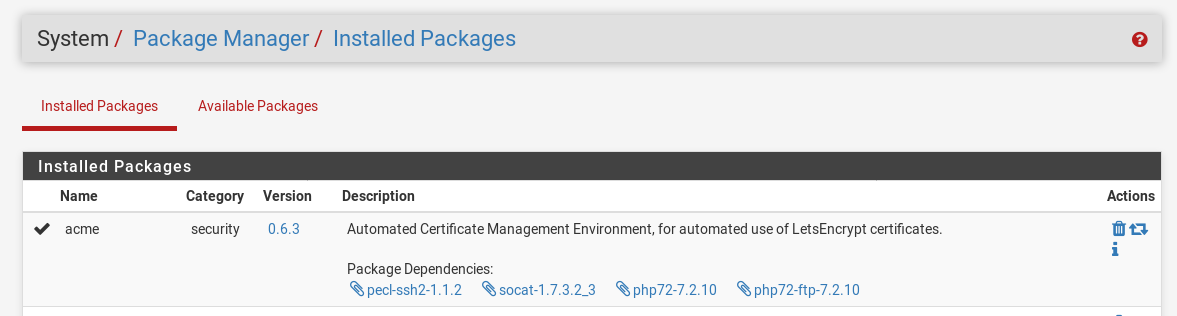 System / Package Manager / Installed Packages
Installed Packages Available Packages
Installed Packages
Name Category Version Description Actions
acme security 0.6.3 Automated Certificate Management Environment, for automated use of LetsEncrypt certificates.
Package Dependencies:
pecl-ssh2-1.1.2 socat-1.7.3.2_3 php72-7.2.10 php72-ftp-7.2.10